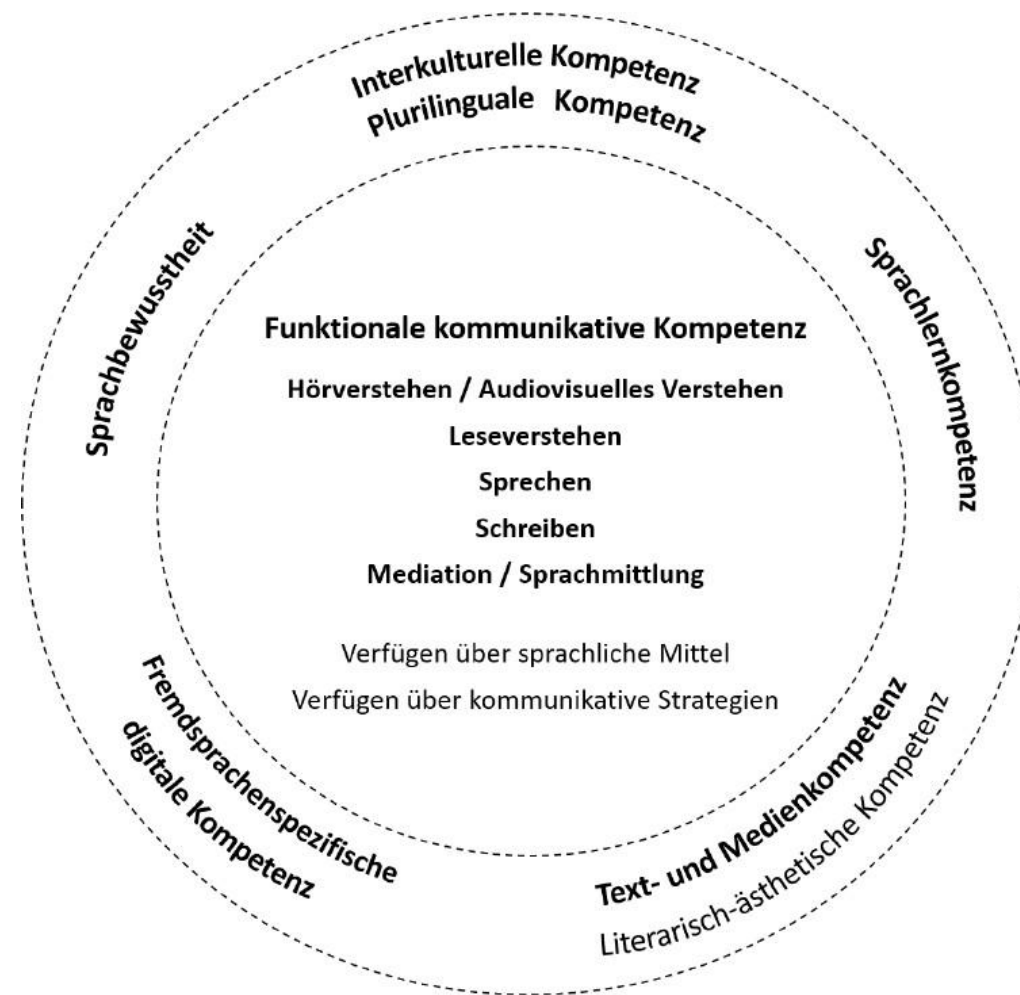 Interkulturelle Kompetenz
Plurilinguale Kompetenz
Sprachbewusstheit
Sprachlernkompetenz
Funktionale kommunikative Kompetenz
Hörverstehen / Audiovisuelles Verstehen
Leseverstehen
Sprechen
Schreiben
Mediation / Sprachmittlung
Verfügen über sprachliche Mittel
Verfügen über kommunikative Strategien
Fremdsprachenspezifische
digitale Kompetenz
Text- und Medienkompetenz
Literarisch-ästhetische Kompetenz